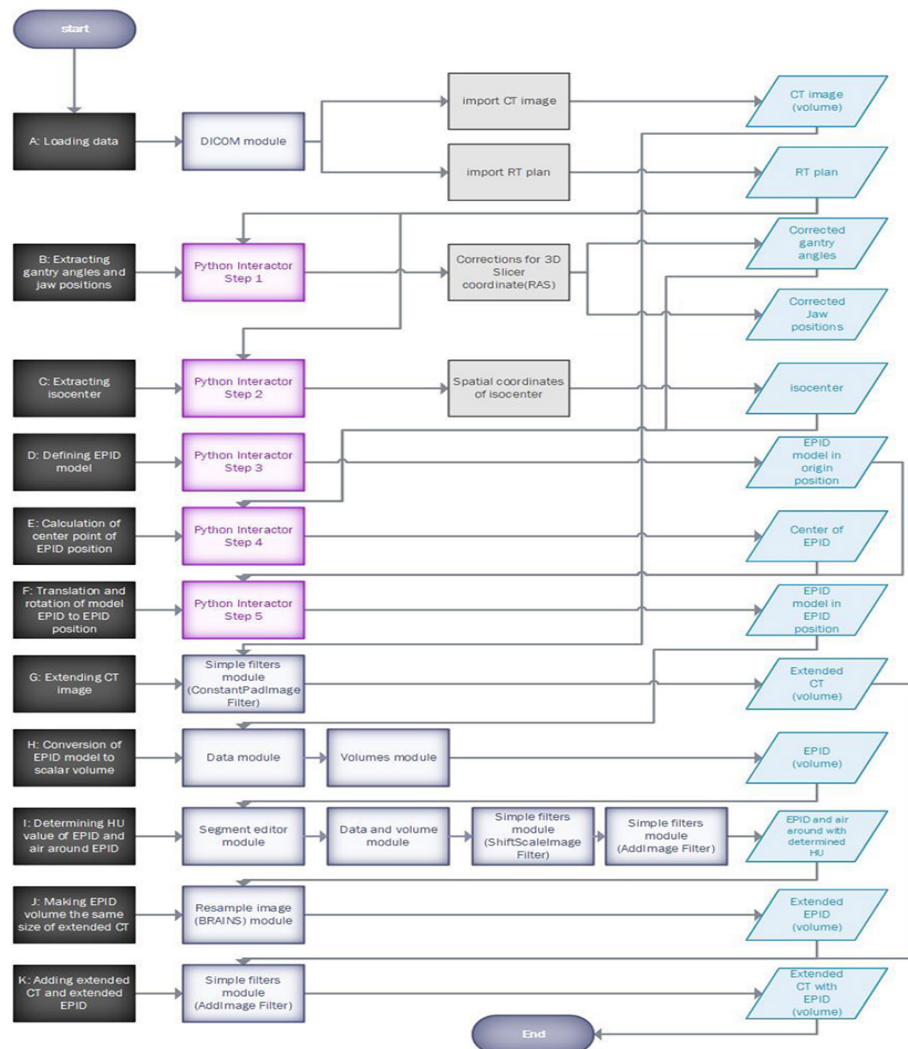 start
A: Loading data
DICOM module
import CT image
CT image
(volume)
import RT plan
RT plan
B: Extracting
gantry angles and
jaw positions
Python Interactor
Step 1
Corrections for 3D
Slicer
coordinate(RAS)
Corrected
gantry
angles
Corrected
Jaw
positions
C: Extracting
isocenter
Python Interactor
Step 2
Spatial coordinates
of isocenter
isocenter
D: Defining EPID
model
Python Interactor
Step 3
EPID
model in
origin
position
E: Calculation of
center point of
EPID position
Python Interactor
Step 4
Center of
EPID
F: Translation and
rotation of model
EPID to EPID
position
Python Interactor
Step 5
EPID
model in
EPID
position
G: Extending CT
image
Simple filters
module
(ConstantPadImage
Filter)
Extended
CT
(volume)
H: Conversion of
EPID model to
scalar volume
Data module
Volumes module
EPID
(volume)
I: Determining HU
value of EPID and
air around EPID
Segment editor
module
Data and volume
module
Simple filters
module
(ShiftScaleImage
Filter)
Simple filters
module
(AddImage Filter)
EPID and air
around with
determined
HU
J: Making EPID
volume the same
size of extended CT
Resample image
(BRAINS) module
Extended
EPID
(volume)
K: Adding extended
CT and extended
EPID
Simple filters
module
(AddImage Filter)
Extended
CT with
EPID
(volume)
End